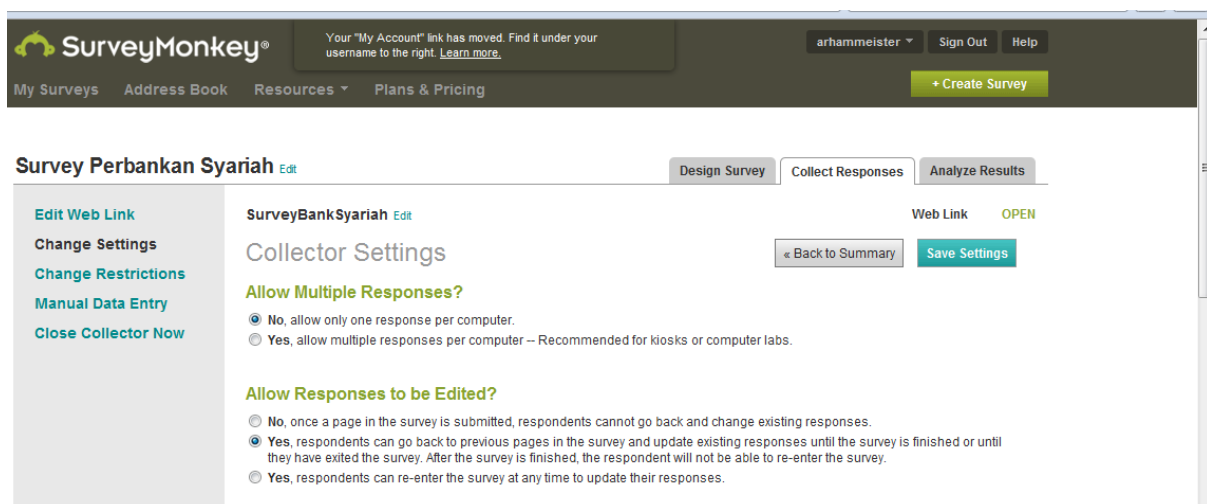 SurveyMonkey®
Your "My Account" link has moved. Find it under your
username to the right. Learn more.
arhammeister
Sign Out
Help
My Surveys
Address Book
Resources
Plans & Pricing
+ Create Survey
Survey Perbankan Syariah Edit
Design Survey
Collect Responses
Analyze Results
Edit Web Link
Change Settings
Change Restrictions
Manual Data Entry
Close Collector Now
SurveyBankSyariah Edit
Web Link OPEN
Collector Settings
« Back to Summary
Save Settings
Allow Multiple Responses?
No, allow only one response per computer.
Yes, allow multiple responses per computer -- Recommended for kiosks or computer labs.
Allow Responses to be Edited?
No, once a page in the survey is submitted, respondents cannot go back and change existing responses.
Yes, respondents can go back to previous pages in the survey and update existing responses until the survey is finished or until
they have exited the survey. After the survey is finished, the respondent will not be able to re-enter the survey.
Yes, respondents can re-enter the survey at any time to update their responses.